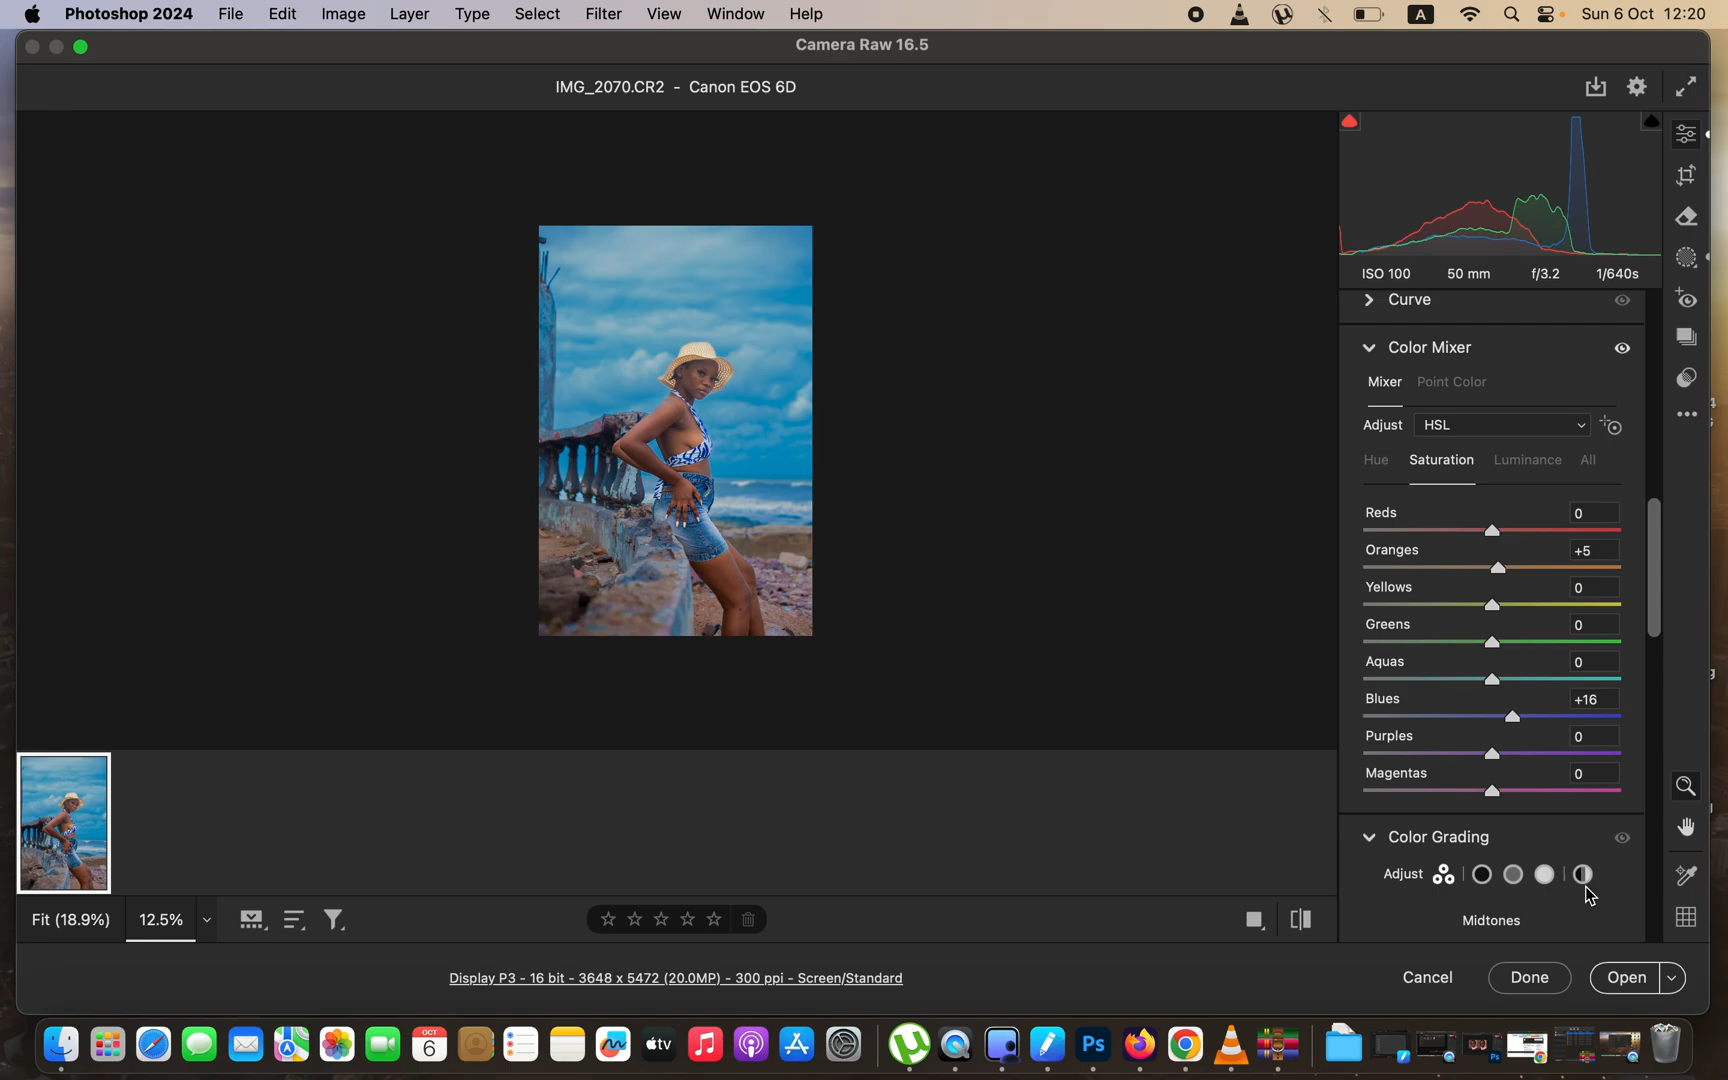 Photoshop 2024 File Edit Image Layer Type Select Filter View Window Help A Sun 6 Oct 12:20
Camera Raw 16.5
IMG_2070.CR2 - Canon EOS 6D
ISO 100 50 mm f/3.2 1/640s
Curve
Color Mixer
Mixer Point Color
Adjust HSL
Hue Saturation Luminance All
Reds 0
Oranges +5
Yellows 0
Greens 0
Aquas 0
Blues +16
Purples 0
Magentas 0
Color Grading
Adjust
Midtones
Fit (18.9%) 12.5%
Display P3 - 16 bit - 3648 x 5472 (20.0MP) - 300 ppi - Screen/Standard
Cancel Done Open
OCT
6
tv
Ps